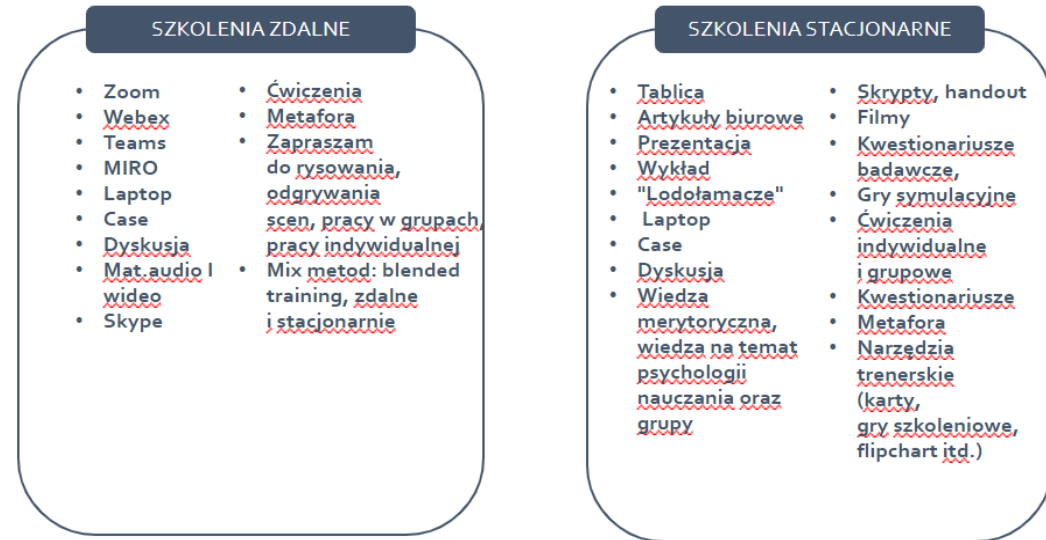 SZKOLENIA ZDALNE
• Zoom
• Webex
• Teams
• MIRO
• Laptop
• Case
• Dyskusja
• Mat.audio I
wideo
• Skype
• Ćwiczenia
• Metafora
• Zapraszam
do rysowania,
odgrywania
scen, pracy w grupach,
pracy indywidualnej
• Mix metod: blended
training, zdalne
i stacjonarnie
SZKOLENIA STACJONARNE
• Tablica
• Artykuły biurowe
• Prezentacja
• Wykład
• "Lodołamacze"
• Laptop
• Case
• Dyskusja
• Wiedza
merytoryczna,
wiedza na temat
psychologii
nauczania oraz
grupy
• Skrypty, handout
• Filmy
• Kwestionariusze
badawcze,
• Gry symulacyjne
• Ćwiczenia
indywidualne
i grupowe
• Kwestionariusze
• Metafora
• Narzędzia
trenerskie
(karty,
gry szkoleniowe,
flipchart itd.)